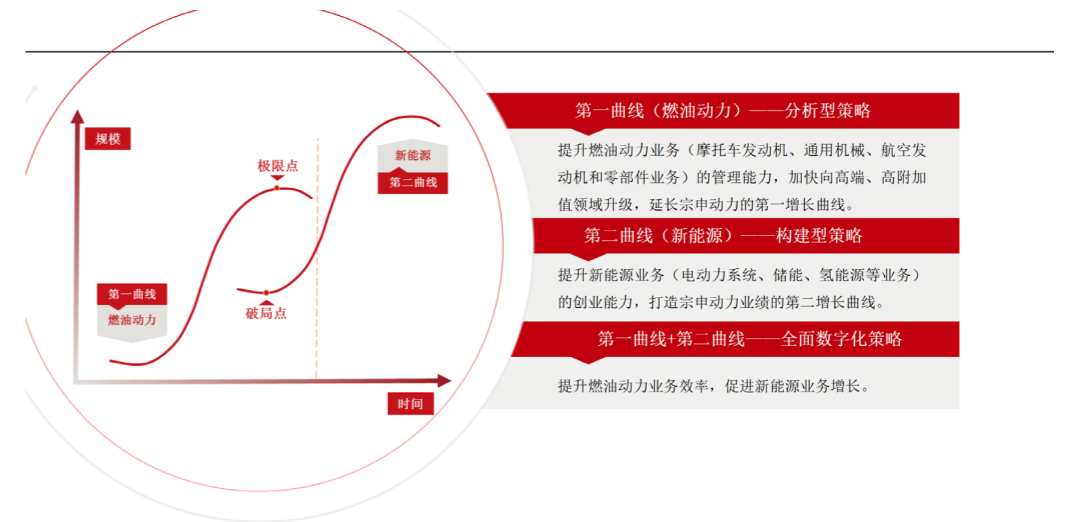 规模
极限点
新能源
第二曲线
第一曲线
燃油动力
破局点
时间
第一曲线（燃油动力）——分析型策略
提升燃油动力业务（摩托车发动机、通用机械、航空发
动机和零部件业务）的管理能力，加快向高端、高附加
值领域升级，延长宗申动力的第一增长曲线。
第二曲线（新能源）——构建型策略
提升新能源业务（电动力系统、储能、氢能源等业务）
的创业能力，打造宗申动力业绩的第二增长曲线。
第一曲线+第二曲线——全面数字化策略
提升燃油动力业务效率，促进新能源业务增长。